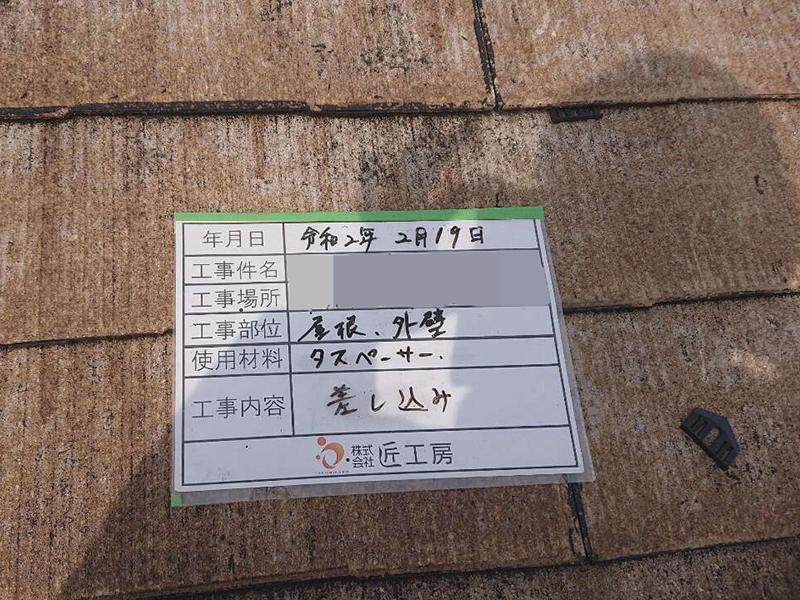 年月日 令和2年 2月19日
工事件名
工事場所
工事部位 屋根、外壁
使用材料 タスペーサー.
工事内容 差し込み
株式会社 匠工房